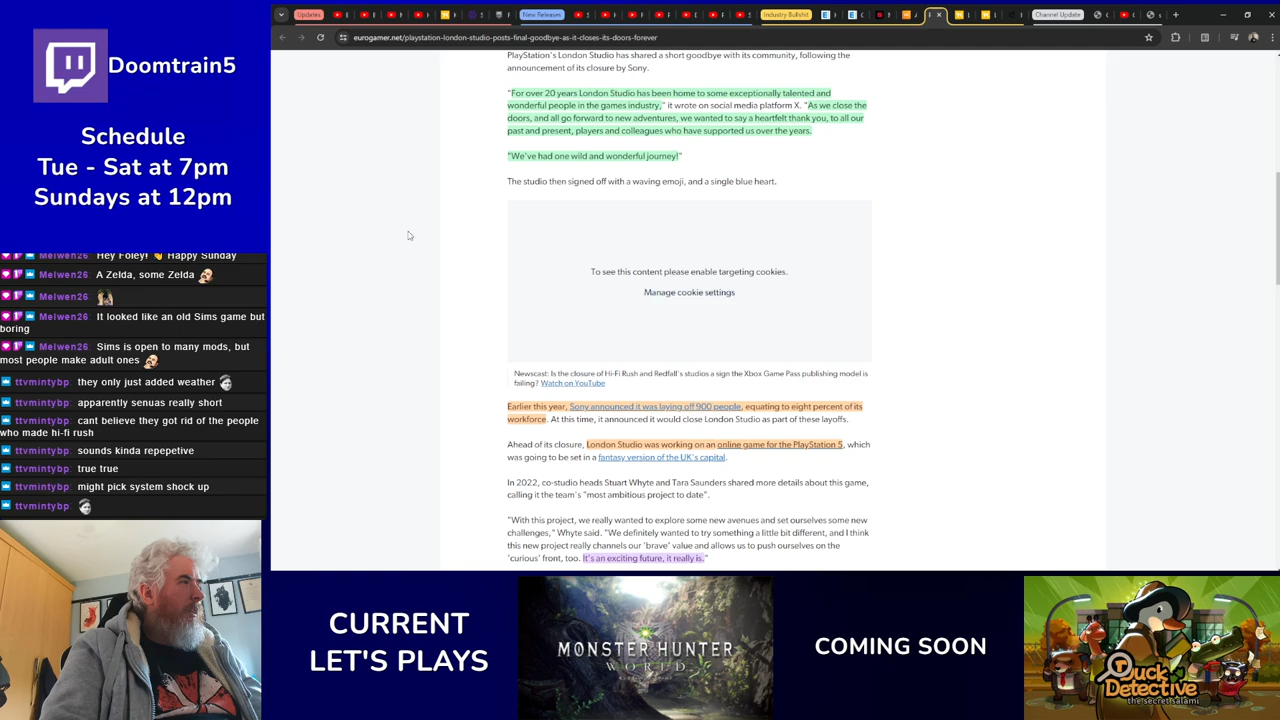 Updates
New Releases
Industry Bullshit
Channel Update
eurogamer.net/playstation-london-studio-posts-final-goodbye-as-it-closes-its-doors-forever
Doomtrain5
Schedule
Tue - Sat at 7pm
Sundays at 12pm
Melwen26 Hey Foley! 👋 Happy Sunday
Melwen26: A Zelda, some Zelda
Melwen26:
Melwen26: It looked like an old Sims game but
boring
Melwen26: Sims is open to many mods, but
most people make adult ones
ttvmintybp: they only just added weather
ttvmintybp: apparently senuas really short
ttvmintybp: cant believe they got rid of the people
who made hi-fi rush
ttvmintybp: sounds kinda repetive
ttvmintybp: true true
ttvmintybp: might just stock up
ttvmintybp:
PlayStation's London Studio has shared a short goodbye with its community, following the
announcement of its closure by Sony.
"For over 20 years London Studio has been home to some exceptionally talented and
wonderful people in the games industry," it wrote on social media platform X. "As we close the
doors, and all go forward to new adventures, we wanted to say a heartfelt thank you, to all our
past and present, players and colleagues who have supported us over the years.
"We've had one wild and wonderful journey!"
The studio then signed off with a waving emoji, and a single blue heart.
To see this content please enable targeting cookies.
Manage cookie settings
Newscast: Is the closure of Hi-Fi Rush and Redfall's studios a sign the Xbox Game Pass publishing model is
failing? Watch on YouTube
Earlier this year, Sony announced it was laying off 900 people, equating to eight percent of its
workforce. At this time, it announced it would close London Studio as part of these layoffs.
Ahead of its closure, London Studio was working on an online game for the PlayStation 5, which
was going to be set in a fantasy version of the UK's capital.
In 2022, co-studio heads Stuart Whyte and Tara Saunders shared more details about this game,
calling it the team's "most ambitious project to date".
"With this project, we really wanted to explore some new avenues and set ourselves some new
challenges," Whyte said. "We definitely wanted to try something a little bit different, and I think
this new project really channels our 'brave' value and allows us to push ourselves on the
'curious' front, too. It's an exciting future, it really is."
CURRENT
LET'S PLAYS
MONSTER HUNTER
WORLD
COMING SOON
Duck
Detective
the secret salami